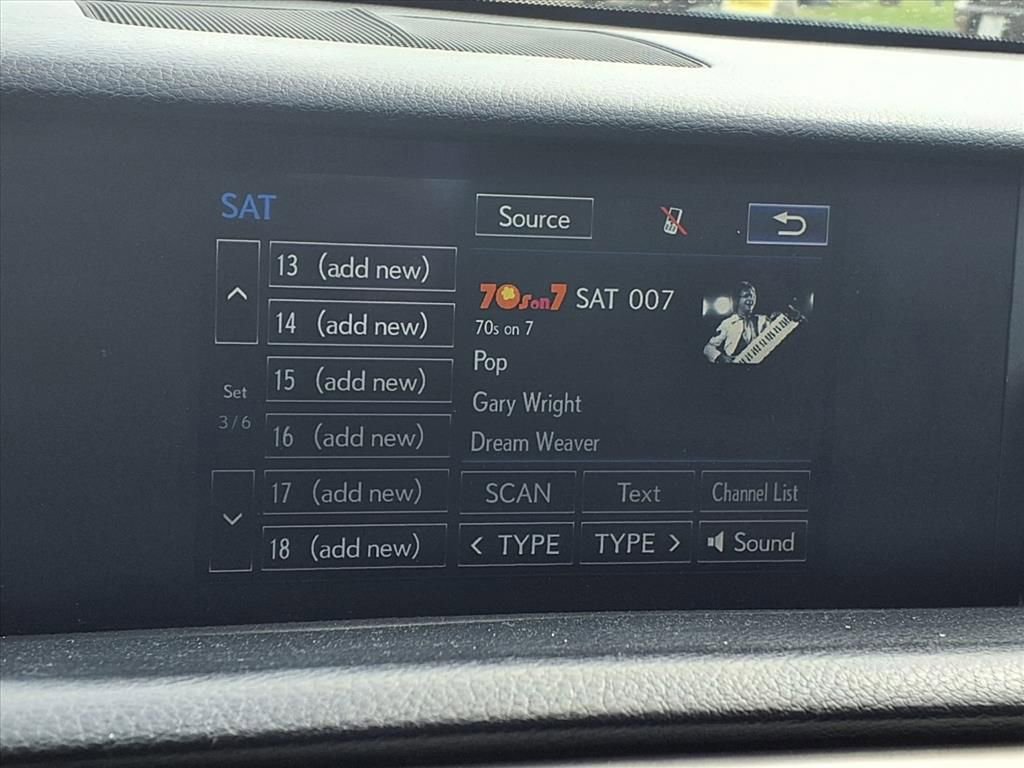 SAT
Source
13 (add new)
14 (add new)
15 (add new)
16 (add new)
17 (add new)
18 (add new)
Set
3/6
70s on 7 SAT 007
70s on 7
Pop
Gary Wright
Dream Weaver
SCAN Text Channel List
< TYPE TYPE > Sound